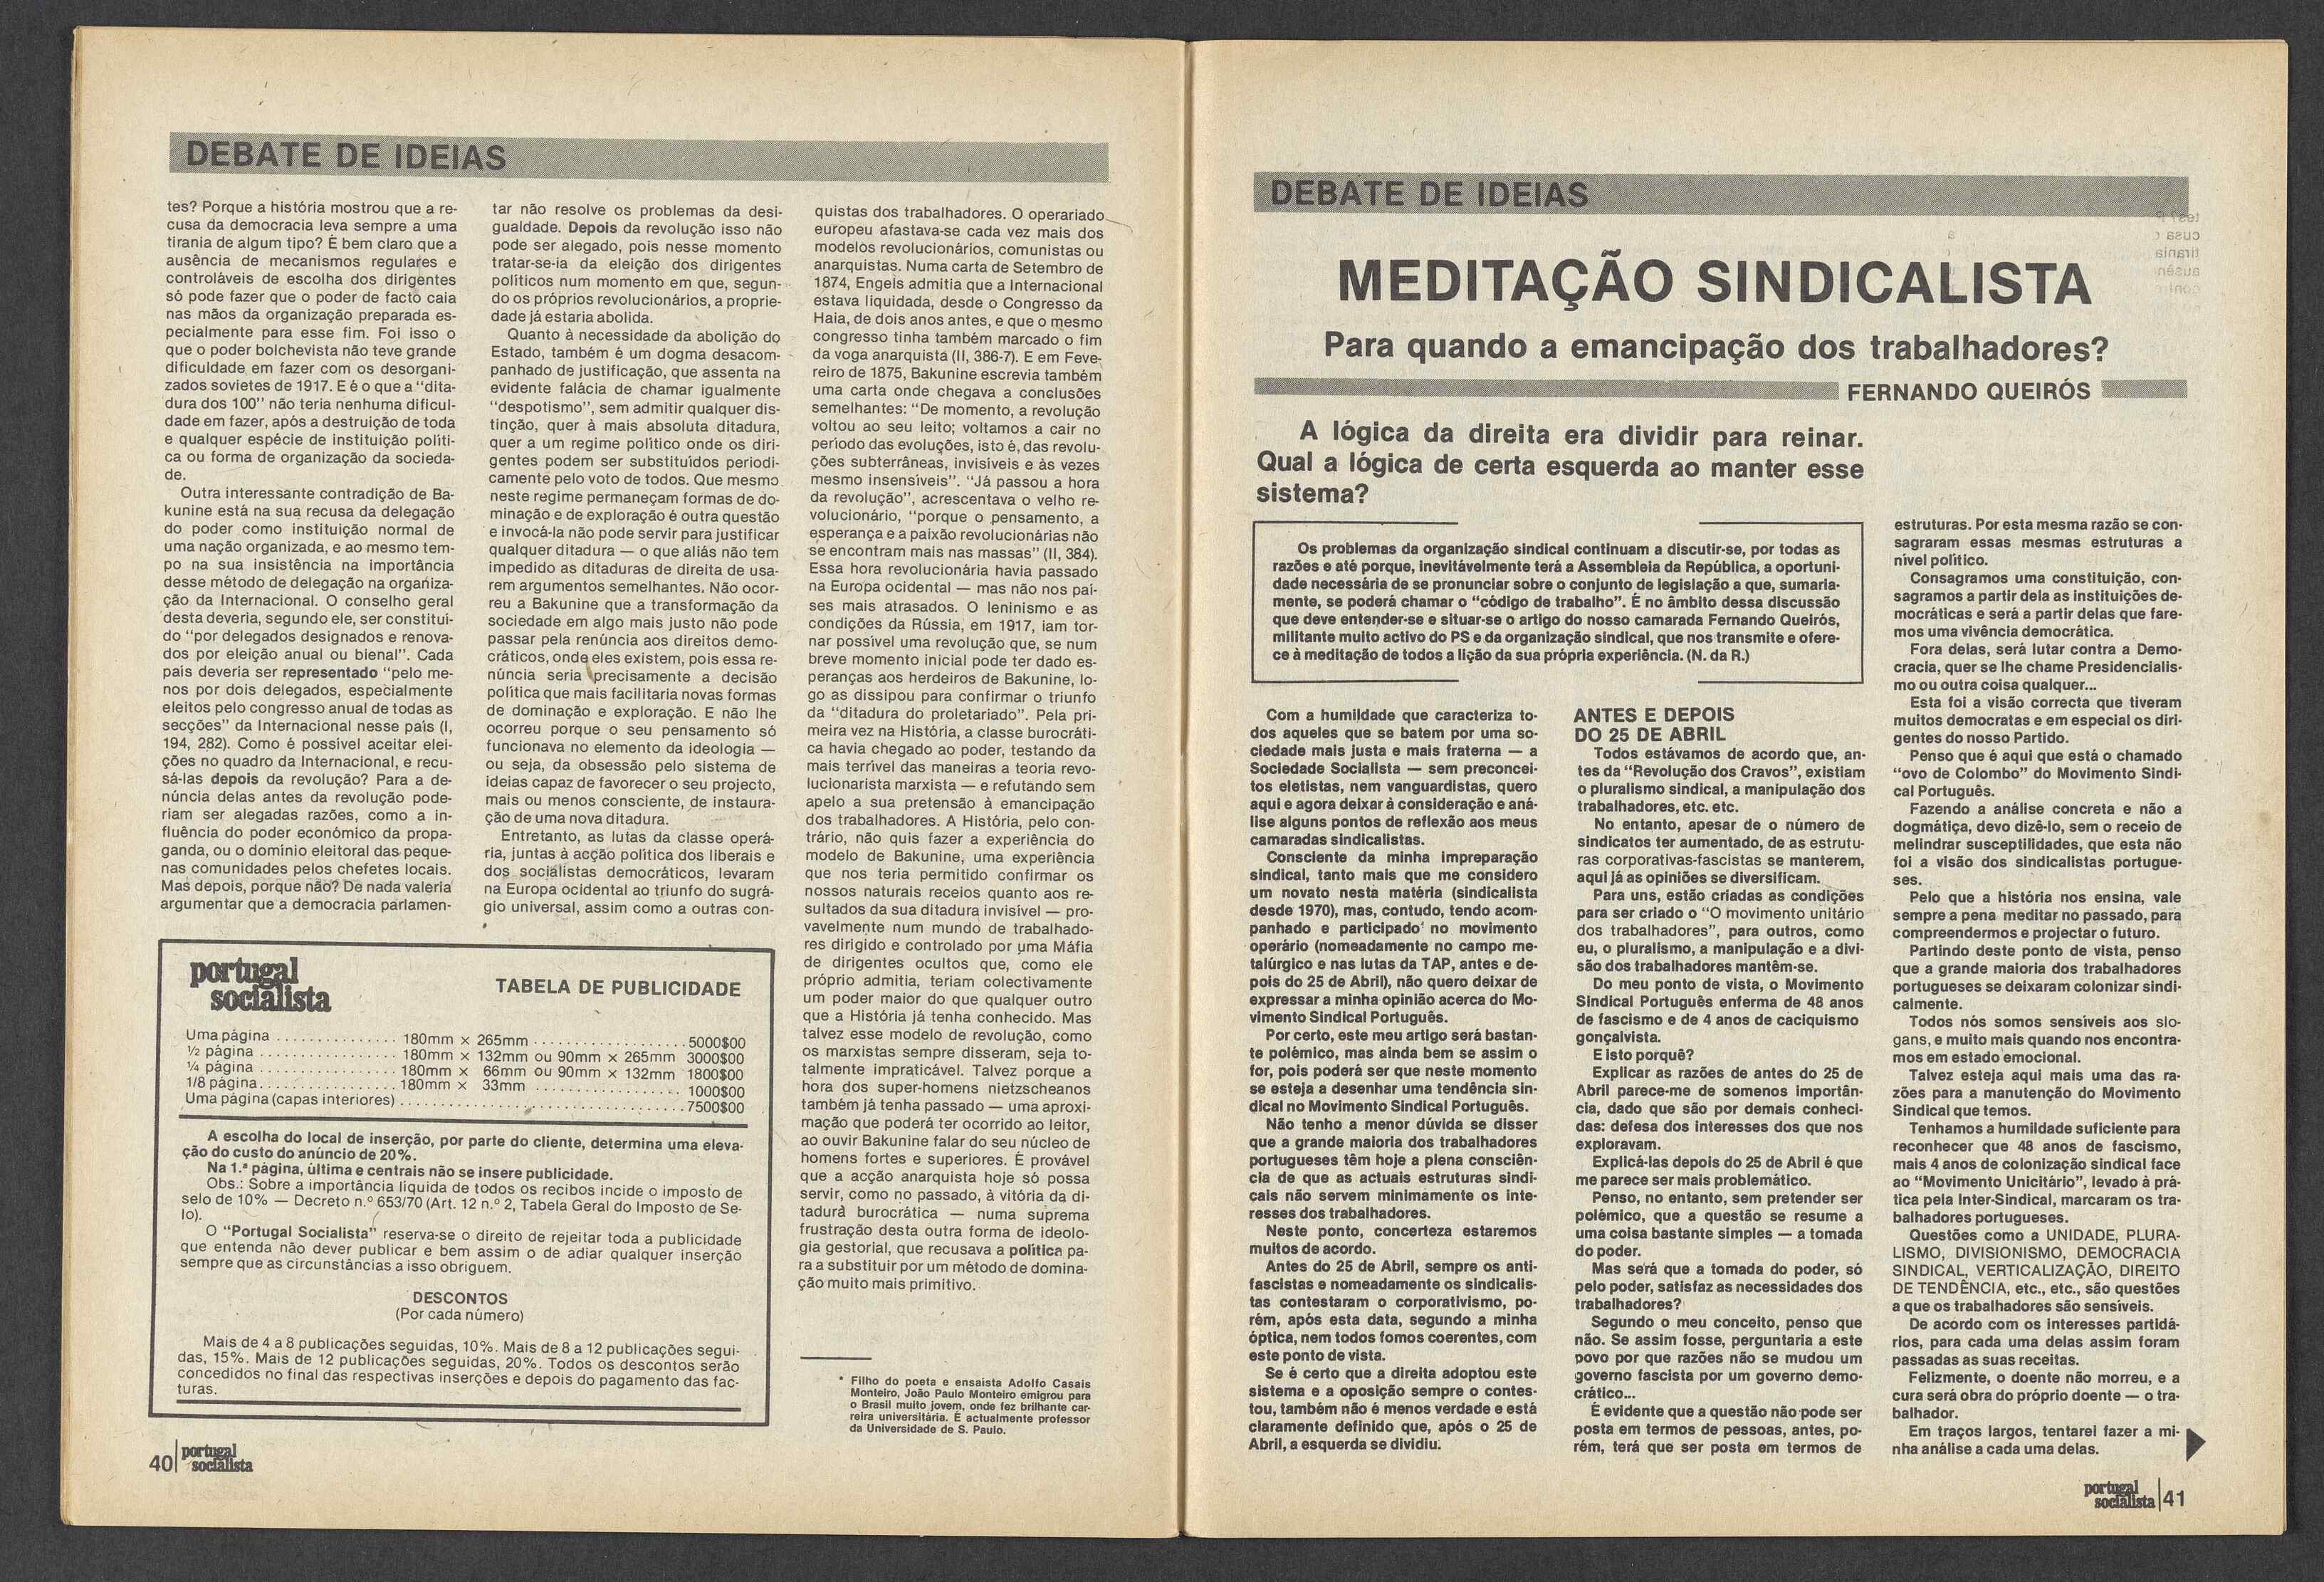 DEBATE DE IDEIAS
tes? Porque a história mostrou que a re-
cusa da democracia leva sempre a uma
tirania de algum tipo? É bem claro que a
ausência de mecanismos regulares e
controláveis de escolha dos dirigentes
só pode fazer que o poder de facto caia
nas mãos da organização preparada es-
pecialmente para esse fim. Foi isso o
que o poder bolchevista não teve grande
dificuldade em fazer com os desorgani-
zados sovietes de 1917. E é o que a "dita-
dura dos 100" não teria nenhuma dificul-
dade em fazer, após a destruição de toda
e qualquer espécie de instituição políti-
ca ou forma de organização da socieda-
de.
Outra interessante contradição de Ba-
kunine está na sua recusa da delegação
do poder como instituição normal de
uma nação organizada, e ao mesmo tem-
po na sua insistência na importância
desse método de delegação na organiza-
ção da Internacional. O conselho geral
desta deveria, segundo ele, ser constituí-
do "por delegados designados e renova-
dos por eleição anual ou bienal". Cada
país deveria ser representado "pelo me-
nos por dois delegados, especialmente
eleitos pelo congresso anual de todas as
secções" da Internacional nesse país (I,
194, 282). Como é possível aceitar elei-
ções no quadro da Internacional, e recu-
sá-las depois da revolução? Para a de-
núncia delas antes da revolução pode-
riam ser alegadas razões, como a in-
fluência do poder económico da propa-
ganda, ou o domínio eleitoral das peque-
nas comunidades pelos chefetes locais.
Mas depois, porque não? De nada valeria
argumentar que a democracia parlamen-
tar não resolve os problemas da desi-
gualdade. Depois da revolução isso não
pode ser alegado, pois nesse momento
tratar-se-ia da eleição dos dirigentes
políticos num momento em que, segun-
do os próprios revolucionários, a proprie-
dade já estaria abolida.
Quanto à necessidade da abolição do
Estado, também é um dogma desacom-
panhado de justificação, que assenta na
evidente falácia de chamar igualmente
"despotismo", sem admitir qualquer dis-
tinção, quer à mais absoluta ditadura,
quer a um regime político onde os diri-
gentes podem ser substituídos periodi-
camente pelo voto de todos. Que mesmo
neste regime permaneçam formas de do-
minação e de exploração é outra questão
e invocá-la não pode servir para justificar
qualquer ditadura — o que aliás não tem
impedido as ditaduras de direita de usa-
rem argumentos semelhantes. Não ocor-
reu a Bakunine que a transformação da
sociedade em algo mais justo não pode
passar pela renúncia aos direitos demo-
cráticos, onde eles existem, pois essa re-
núncia seria precisamente a decisão
política que mais facilitaria novas formas
de dominação e exploração. E não lhe
ocorreu porque o seu pensamento só
funcionava no elemento da ideologia —
ou seja, da obsessão pelo sistema de
ideias capaz de favorecer o seu projecto,
mais ou menos consciente, de instaura-
ção de uma nova ditadura.
Entretanto, as lutas da classe operá-
ria, juntas à acção política dos liberais e
dos socialistas democráticos, levaram
na Europa ocidental ao triunfo do sugrá-
gio universal, assim como a outras con-
quistas dos trabalhadores. O operariado
europeu afastava-se cada vez mais dos
modelos revolucionários, comunistas ou
anarquistas. Numa carta de Setembro de
1874, Engels admitia que a Internacional
estava liquidada, desde o Congresso da
Haia, de dois anos antes, e que o mesmo
congresso tinha também marcado o fim
da voga anarquista (II, 386-7). E em Feve-
reiro de 1875, Bakunine escrevia também
uma carta onde chegava a conclusões
semelhantes: "De momento, a revolução
voltou ao seu leito; voltamos a cair no
período das evoluções, isto é, das revolu-
ções subterrâneas, invisíveis e às vezes
mesmo insensíveis". "Já passou a hora
da revolução", acrescentava o velho re-
volucionário, "porque o pensamento, a
esperança e a paixão revolucionárias não
se encontram mais nas massas" (II, 384).
Essa hora revolucionária havia passado
na Europa ocidental — mas não nos paí-
ses mais atrasados. O leninismo e as
condições da Rússia, em 1917, iam tor-
nar possível uma revolução que, se num
breve momento inicial pode ter dado es-
peranças aos herdeiros de Bakunine, lo-
go as dissipou para confirmar o triunfo
da "ditadura do proletariado". Pela pri-
meira vez na História, a classe burocráti-
ca havia chegado ao poder, testando da
mais terrível das maneiras a teoria revo-
lucionarista marxista — e refutando sem
apelo a sua pretensão à emancipação
dos trabalhadores. A História, pelo con-
trário, não quis fazer a experiência do
modelo de Bakunine, uma experiência
que nos teria permitido confirmar os
nossos naturais receios quanto aos re-
sultados da sua ditadura invisível — pro-
vavelmente num mundo de trabalhado-
res dirigido e controlado por uma Máfia
de dirigentes ocultos que, como ele
próprio admitia, teriam colectivamente
um poder maior do que qualquer outro
que a História já tenha conhecido. Mas
talvez esse modelo de revolução, como
os marxistas sempre disseram, seja to-
talmente impraticável. Talvez porque a
hora dos super-homens nietzscheanos
também já tenha passado — uma aproxi-
mação que poderá ter ocorrido ao leitor,
ao ouvir Bakunine falar do seu núcleo de
homens fortes e superiores. É provável
que a acção anarquista hoje só possa
servir, como no passado, à vitória da di-
tadura burocrática — numa suprema
frustração desta outra forma de ideolo-
gia gestorial, que recusava a política pa-
ra a substituir por um método de domina-
ção muito mais primitivo.
* Filho do poeta e ensaista Adolfo Casais
Monteiro, João Paulo Monteiro emigrou para
o Brasil muito jovem, onde fez brilhante car-
reira universitária. É actualmente professor
da Universidade de S. Paulo.
portugal
socialista
TABELA DE PUBLICIDADE
Uma página ............... 180mm × 265mm ................... 5000$00
½ página ................. 180mm × 132mm ou 90mm × 265mm 3000$00
¼ página ................. 180mm × 66mm ou 90mm × 132mm 1800$00
1/8 página................. 180mm × 33mm .................. 1000$00
Uma página (capas interiores) ................................... 7500$00
A escolha do local de inserção, por parte do cliente, determina uma eleva-
ção do custo do anúncio de 20%.
Na 1.ª página, última e centrais não se insere publicidade.
Obs.: Sobre a importância líquida de todos os recibos incide o imposto de
selo de 10% — Decreto n.º 653/70 (Art. 12 n.º 2, Tabela Geral do Imposto de Se-
lo).
O "Portugal Socialista" reserva-se o direito de rejeitar toda a publicidade
que entenda não dever publicar e bem assim o de adiar qualquer inserção
sempre que as circunstâncias a isso obriguem.
DESCONTOS
(Por cada número)
Mais de 4 a 8 publicações seguidas, 10%. Mais de 8 a 12 publicações segui-
das, 15%. Mais de 12 publicações seguidas, 20%. Todos os descontos serão
concedidos no final das respectivas inserções e depois do pagamento das fac-
turas.
40 portugal
socialista
DEBATE DE IDEIAS
MEDITAÇÃO SINDICALISTA
Para quando a emancipação dos trabalhadores?
FERNANDO QUEIRÓS
A lógica da direita era dividir para reinar.
Qual a lógica de certa esquerda ao manter esse
sistema?
Os problemas da organização sindical continuam a discutir-se, por todas as
razões e até porque, inevitávelmente terá a Assembleia da República, a oportuni-
dade necessária de se pronunciar sobre o conjunto de legislação a que, sumaria-
mente, se poderá chamar o "código de trabalho". É no âmbito dessa discussão
que deve entender-se e situar-se o artigo do nosso camarada Fernando Queirós,
militante muito activo do PS e da organização sindical, que nos transmite e ofere-
ce à meditação de todos a lição da sua própria experiência. (N. da R.)
Com a humildade que caracteriza to-
dos aqueles que se batem por uma so-
ciedade mais justa e mais fraterna — a
Sociedade Socialista — sem preconcei-
tos eletistas, nem vanguardistas, quero
aqui e agora deixar à consideração e aná-
lise alguns pontos de reflexão aos meus
camaradas sindicalistas.
Consciente da minha impreparação
sindical, tanto mais que me considero
um novato nesta matéria (sindicalista
desde 1970), mas, contudo, tendo acom-
panhado e participado no movimento
operário (nomeadamente no campo me-
talúrgico e nas lutas da TAP, antes e de-
pois do 25 de Abril), não quero deixar de
expressar a minha opinião acerca do Mo-
vimento Sindical Português.
Por certo, este meu artigo será bastan-
te polémico, mas ainda bem se assim o
for, pois poderá ser que neste momento
se esteja a desenhar uma tendência sin-
dical no Movimento Sindical Português.
Não tenho a menor dúvida se disser
que a grande maioria dos trabalhadores
portugueses têm hoje a plena consciên-
cia de que as actuais estruturas sindi-
cais não servem minimamente os inte-
resses dos trabalhadores.
Neste ponto, concerteza estaremos
muitos de acordo.
Antes do 25 de Abril, sempre os anti-
fascistas e nomeadamente os sindicalis-
tas contestaram o corporativismo, po-
rém, após esta data, segundo a minha
óptica, nem todos fomos coerentes, com
este ponto de vista.
Se é certo que a direita adoptou este
sistema e a oposição sempre o contes-
tou, também não é menos verdade e está
claramente definido que, após o 25 de
Abril, a esquerda se dividiu.
ANTES E DEPOIS
DO 25 DE ABRIL
Todos estávamos de acordo que, an-
tes da "Revolução dos Cravos", existiam
o pluralismo sindical, a manipulação dos
trabalhadores, etc. etc.
No entanto, apesar de o número de
sindicatos ter aumentado, de as estrutu-
ras corporativas-fascistas se manterem,
aqui já as opiniões se diversificam.
Para uns, estão criadas as condições
para ser criado o "O movimento unitário
dos trabalhadores", para outros, como
eu, o pluralismo, a manipulação e a divi-
são dos trabalhadores mantêm-se.
Do meu ponto de vista, o Movimento
Sindical Português enferma de 48 anos
de fascismo e de 4 anos de caciquismo
gonçalvista.
E isto porquê?
Explicar as razões de antes do 25 de
Abril parece-me de somenos importân-
cia, dado que são por demais conheci-
das: defesa dos interesses dos que nos
exploravam.
Explicá-las depois do 25 de Abril é que
me parece ser mais problemático.
Penso, no entanto, sem pretender ser
polémico, que a questão se resume a
uma coisa bastante simples — a tomada
do poder.
Mas será que a tomada do poder, só
pelo poder, satisfaz as necessidades dos
trabalhadores?
Segundo o meu conceito, penso que
não. Se assim fosse, perguntaria a este
povo por que razões não se mudou um
governo fascista por um governo demo-
crático...
É evidente que a questão não pode ser
posta em termos de pessoas, antes, po-
rém, terá que ser posta em termos de
estruturas. Por esta mesma razão se con-
sagraram essas mesmas estruturas a
nível político.
Consagramos uma constituição, con-
sagramos a partir dela as instituições de-
mocráticas e será a partir delas que fare-
mos uma vivência democrática.
Fora delas, será lutar contra a Demo-
cracia, quer se lhe chame Presidencialis-
mo ou outra coisa qualquer...
Esta foi a visão correcta que tiveram
muitos democratas e em especial os diri-
gentes do nosso Partido.
Penso que é aqui que está o chamado
"ovo de Colombo" do Movimento Sindi-
cal Português.
Fazendo a análise concreta e não a
dogmátiça, devo dizê-lo, sem o receio de
melindrar susceptilidades, que esta não
foi a visão dos sindicalistas portugue-
ses.
Pelo que a história nos ensina, vale
sempre a pena meditar no passado, para
compreendermos e projectar o futuro.
Partindo deste ponto de vista, penso
que a grande maioria dos trabalhadores
portugueses se deixaram colonizar sindi-
calmente.
Todos nós somos sensíveis aos slo-
gans, e muito mais quando nos encontra-
mos em estado emocional.
Talvez esteja aqui mais uma das ra-
zões para a manutenção do Movimento
Sindical que temos.
Tenhamos a humildade suficiente para
reconhecer que 48 anos de fascismo,
mais 4 anos de colonização sindical face
ao "Movimento Unicitário", levado à prá-
tica pela Inter-Sindical, marcaram os tra-
balhadores portugueses.
Questões como a UNIDADE, PLURA-
LISMO, DIVISIONISMO, DEMOCRACIA
SINDICAL, VERTICALIZAÇÃO, DIREITO
DE TENDÊNCIA, etc., etc., são questões
a que os trabalhadores são sensíveis.
De acordo com os interesses partidá-
rios, para cada uma delas assim foram
passadas as suas receitas.
Felizmente, o doente não morreu, e a
cura será obra do próprio doente — o tra-
balhador.
Em traços largos, tentarei fazer a mi-
nha análise a cada uma delas.
portugal
socialista 41